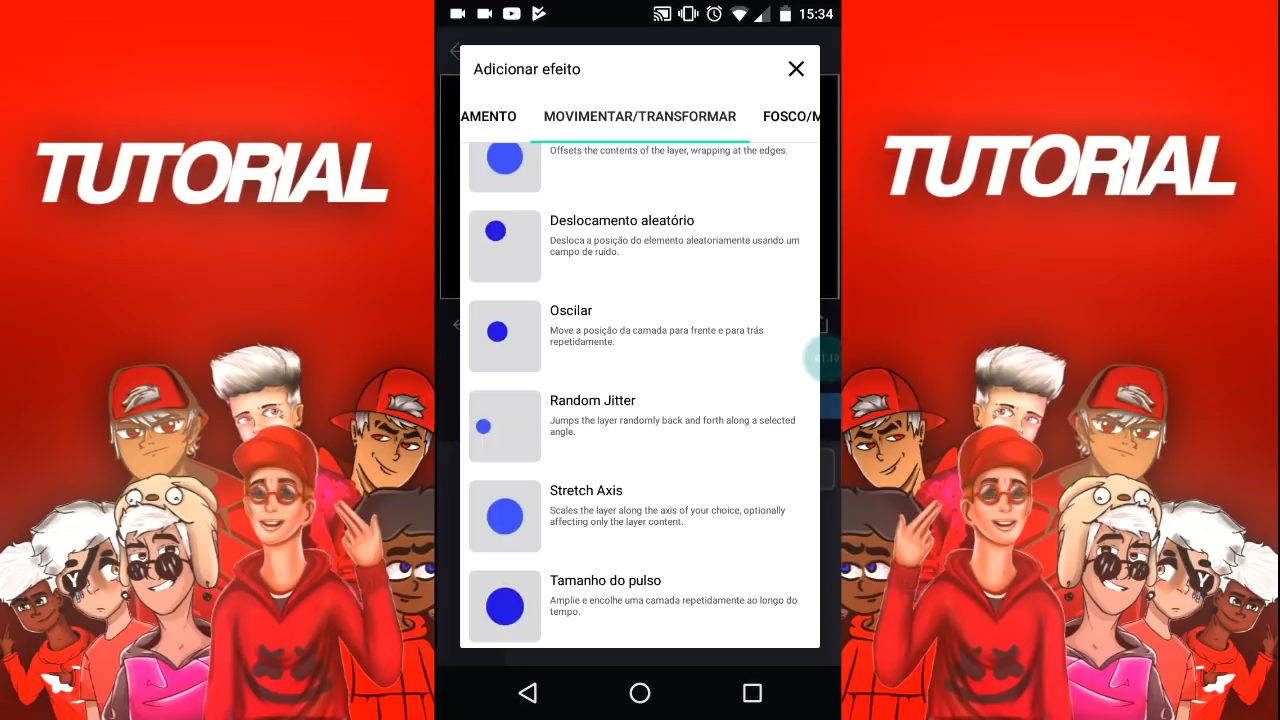 15:34
TUTORIAL
TUTORIAL
Adicionar efeito
AMENTO MOVIMENTAR/TRANSFORMAR FOSCO/M
Offsets the contents of the layer, wrapping at the edges.
Deslocamento aleatório
Desloca a posição do elemento aleatoriamente usando um
campo de ruído.
Oscilar
Move a posição da camada para frente e para trás
repetidamente.
01:10
Random Jitter
Jumps the layer randomly back and forth along a selected
angle.
Stretch Axis
Scales the layer along the axis of your choice, optionally
affecting only the layer content.
Tamanho do pulso
Amplie e encolhe uma camada repetidamente ao longo do
tempo.